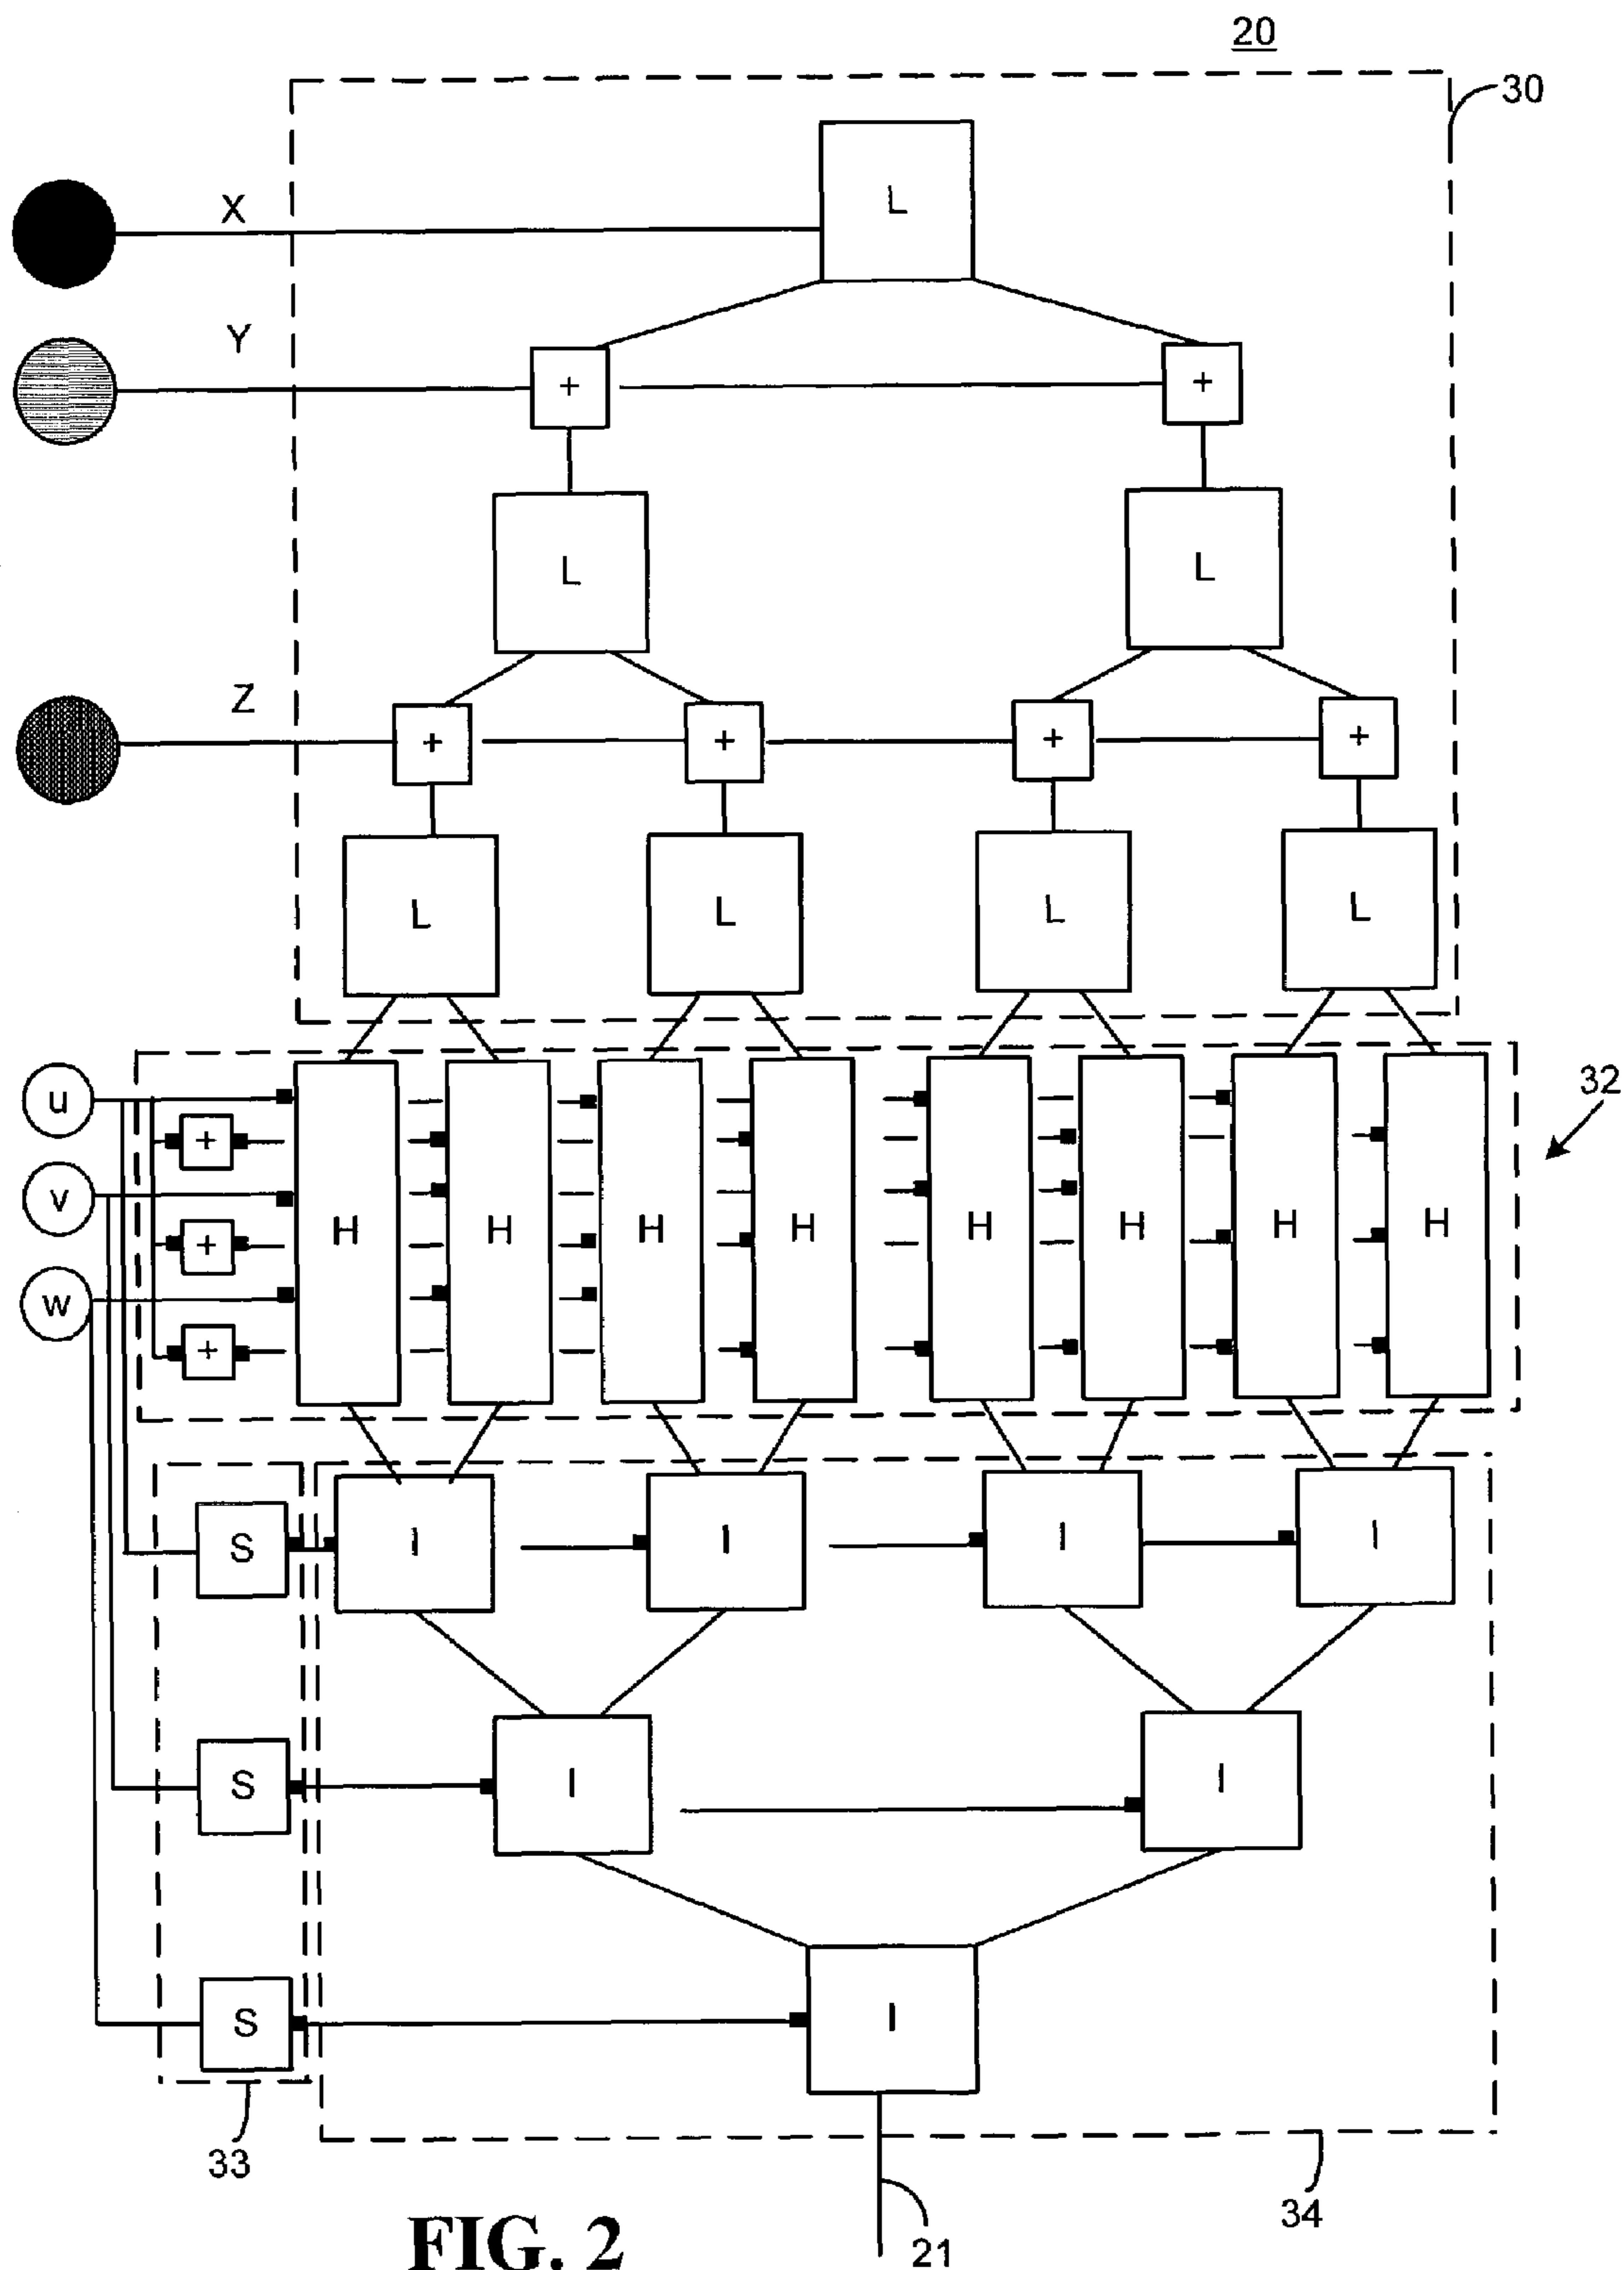 20
30
L
X
Y
+ +
L L
Z
+ + + +
L L L L
u
32
+
v
H H H H H H H H
+
w
+
S I I I I
S I I
S I
33
34
21
FIG. 2